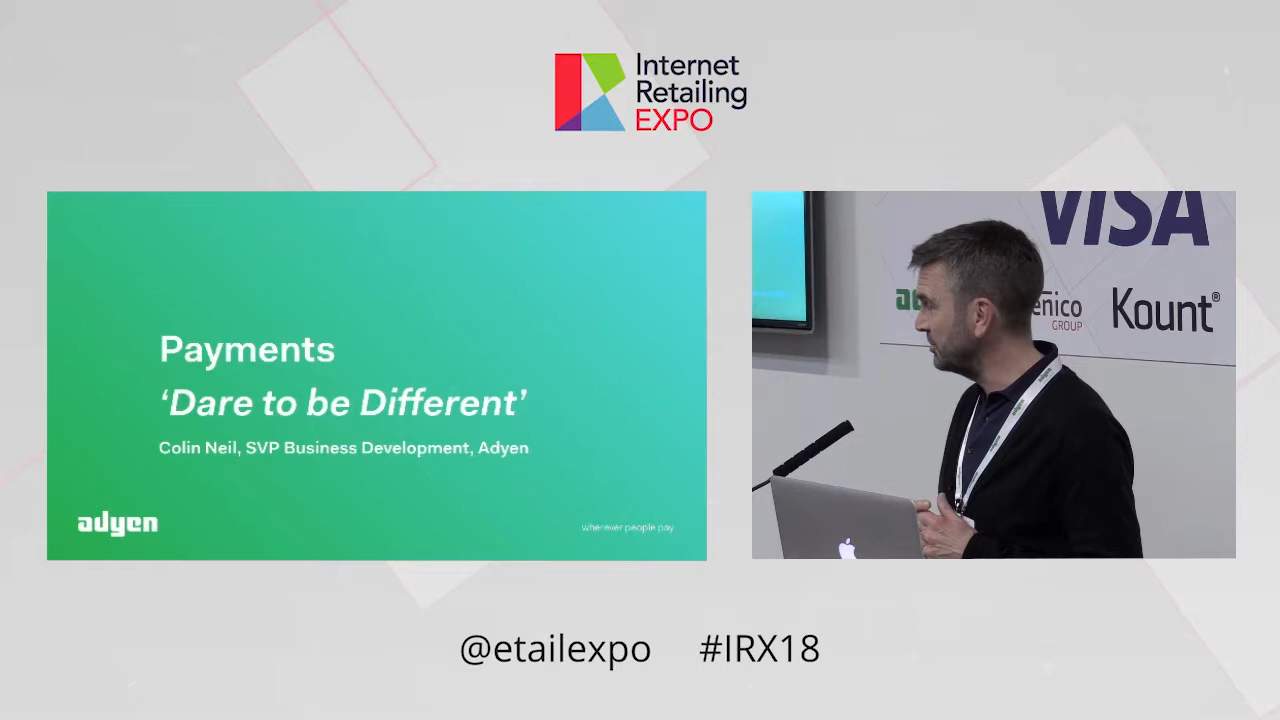 Internet
Retailing
EXPO
Payments
‘Dare to be Different’
Colin Neil, SVP Business Development, Adyen
adyen
wherever people pay
VISA
enico
GROUP
Kount®
@etailexpo #IRX18